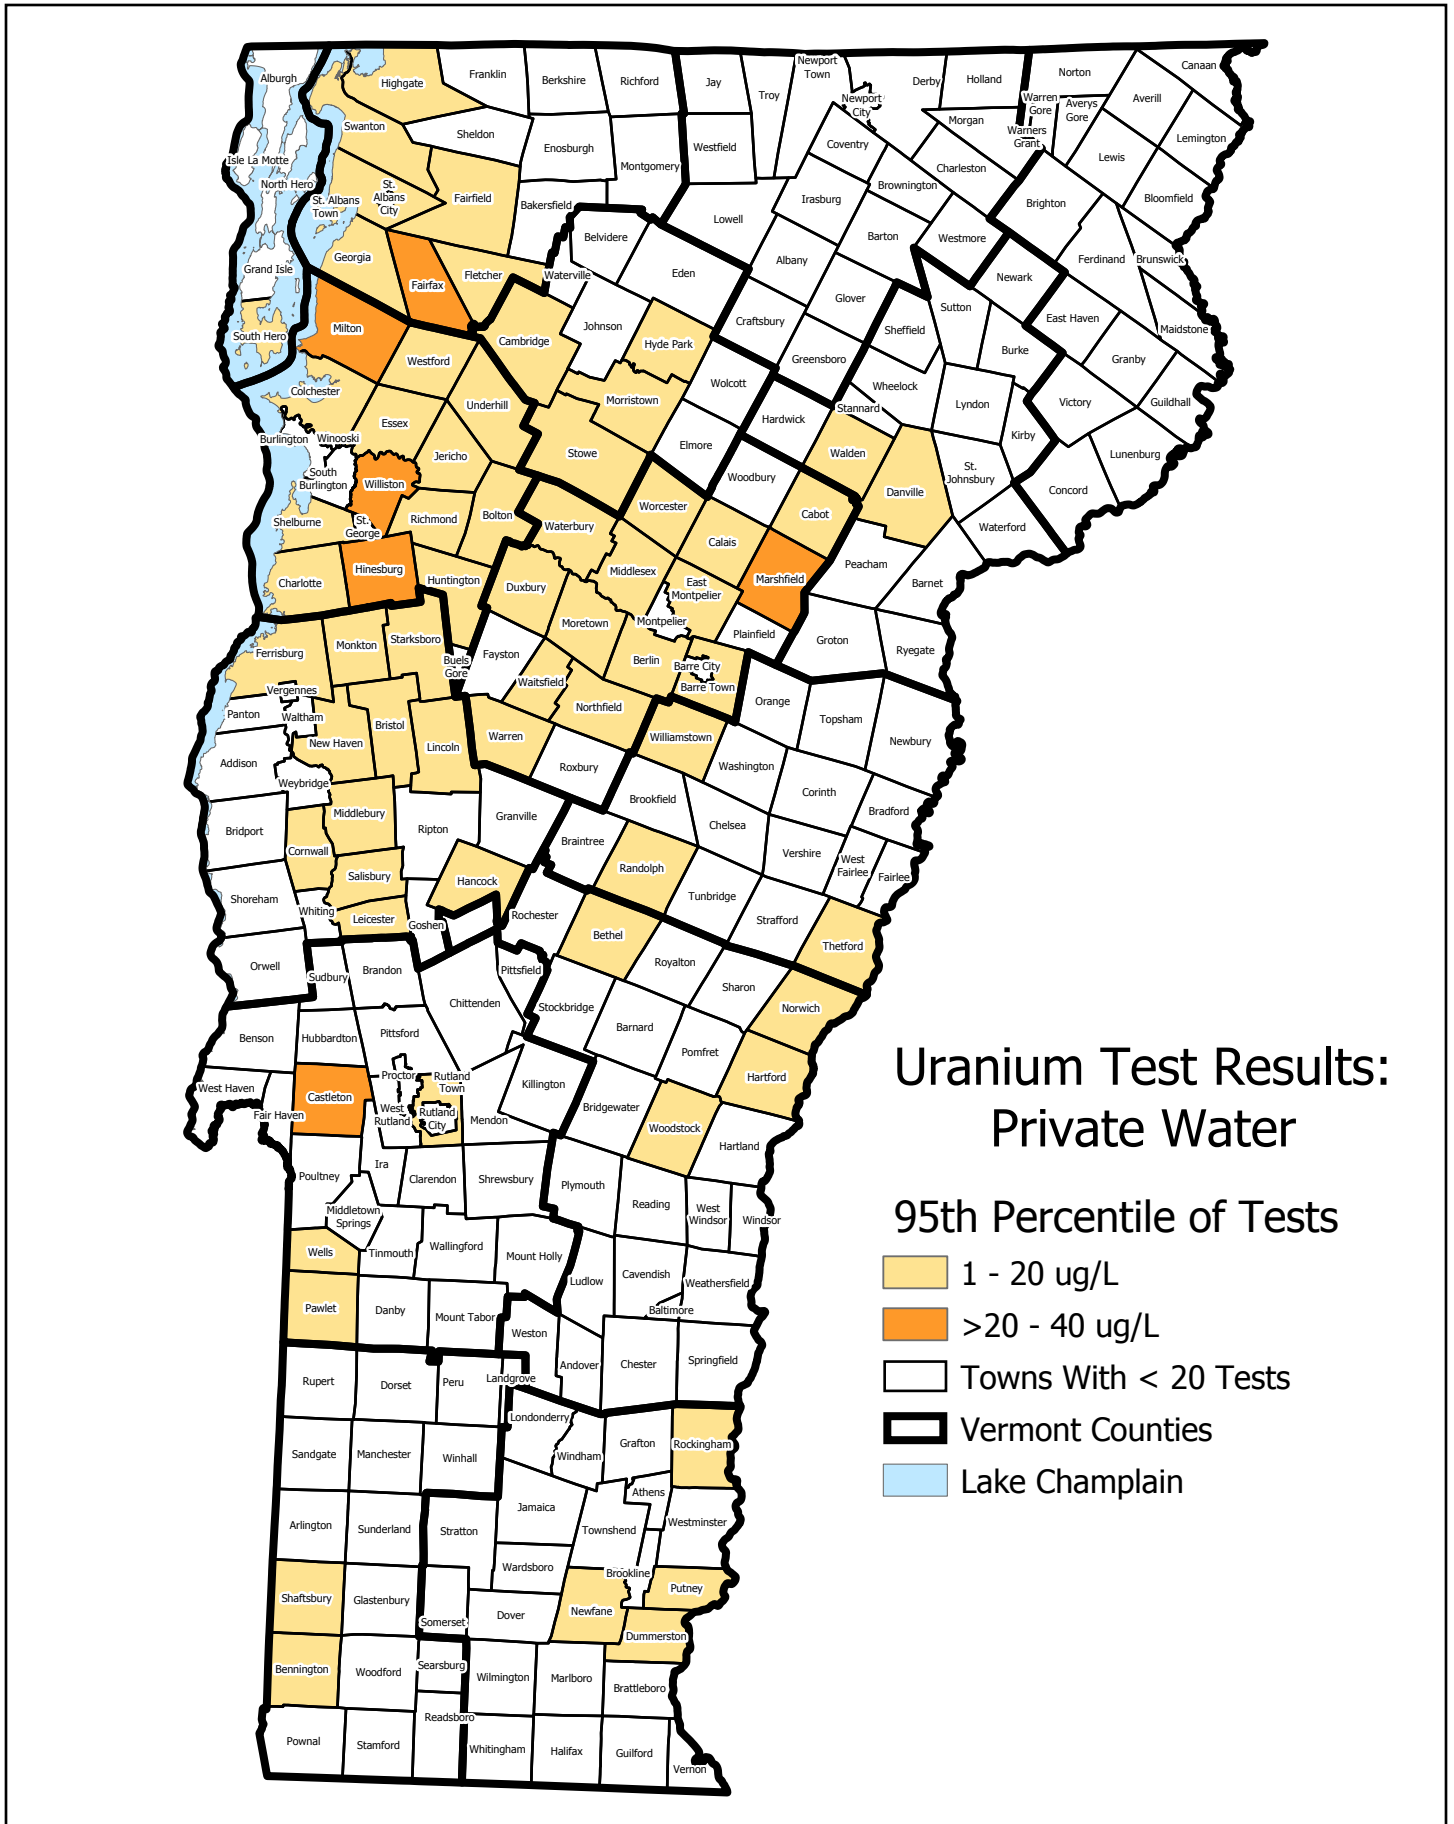 Alburgh
Highgate
Franklin
Berkshire
Richford
Jay
Troy
Newport
Town
Derby
Holland
Norton
Canaan
Newport
City
Warren
Gore
Averys
Gore
Averill
Swanton
Sheldon
Morgan
Warners
Grant
Lemington
Isle La Motte
Enosburgh
Montgomery
Westfield
Coventry
Charleston
Lewis
North Hero
St. Albans
Town
St.
Albans
City
Fairfield
Bakersfield
Brownington
Irasburg
Brighton
Bloomfield
Lowell
Belvidere
Barton
Westmore
Grand Isle
Georgia
Fairfax
Fletcher
Waterville
Eden
Albany
Newark
Ferdinand
Brunswick
South Hero
Milton
Cambridge
Johnson
Hyde Park
Craftsbury
Glover
Sutton
Sheffield
East Haven
Maidstone
Westford
Greensboro
Burke
Granby
Colchester
Underhill
Morristown
Wolcott
Wheelock
Stannard
Lyndon
Victory
Guildhall
Essex
Hardwick
Burlington
Winooski
Jericho
Stowe
Elmore
Walden
Kirby
Lunenburg
South
Burlington
Williston
Woodbury
Danville
St.
Johnsbury
Concord
Shelburne
St.
George
Richmond
Bolton
Waterbury
Worcester
Cabot
Waterford
Calais
Charlotte
Hinesburg
Huntington
Duxbury
Middlesex
East
Montpelier
Marshfield
Peacham
Barnet
Moretown
Montpelier
Plainfield
Groton
Ryegate
Ferrisburg
Monkton
Starksboro
Buels
Gore
Fayston
Waitsfield
Berlin
Barre City
Barre Town
Vergennes
Panton
Waltham
Northfield
Orange
Topsham
Newbury
New Haven
Bristol
Lincoln
Warren
Williamstown
Addison
Weybridge
Roxbury
Washington
Corinth
Bradford
Middlebury
Brookfield
Bridport
Ripton
Granville
Chelsea
Cornwall
Braintree
Vershire
West
Fairlee
Fairlee
Salisbury
Hancock
Randolph
Tunbridge
Shoreham
Whiting
Leicester
Goshen
Rochester
Strafford
Bethel
Thetford
Orwell
Sudbury
Brandon
Pittsfield
Royalton
Sharon
Chittenden
Stockbridge
Norwich
Benson
Hubbardton
Pittsford
Barnard
Pomfret
West Haven
Castleton
Proctor
Rutland
Town
Killington
Hartford
Fair Haven
West
Rutland
Rutland
City
Mendon
Bridgewater
Woodstock
Hartland
Poultney
Ira
Clarendon
Shrewsbury
Plymouth
Reading
West
Windsor
Windsor
Middletown
Springs
Wells
Tinmouth
Wallingford
Mount Holly
Ludlow
Cavendish
Weathersfield
Pawlet
Danby
Mount Tabor
Baltimore
Weston
Andover
Chester
Springfield
Rupert
Dorset
Peru
Landgrove
Londonderry
Sandgate
Manchester
Winhall
Windham
Grafton
Rockingham
Athens
Arlington
Sunderland
Stratton
Jamaica
Townshend
Westminster
Wardsboro
Brookline
Shaftsbury
Glastenbury
Somerset
Dover
Newfane
Putney
Dummerston
Bennington
Woodford
Searsburg
Wilmington
Marlboro
Brattleboro
Readsboro
Pownal
Stamford
Whitingham
Halifax
Guilford
Vernon
Uranium Test Results:
Private Water
95th Percentile of Tests
1 - 20 ug/L
>20 - 40 ug/L
Towns With < 20 Tests
Vermont Counties
Lake Champlain